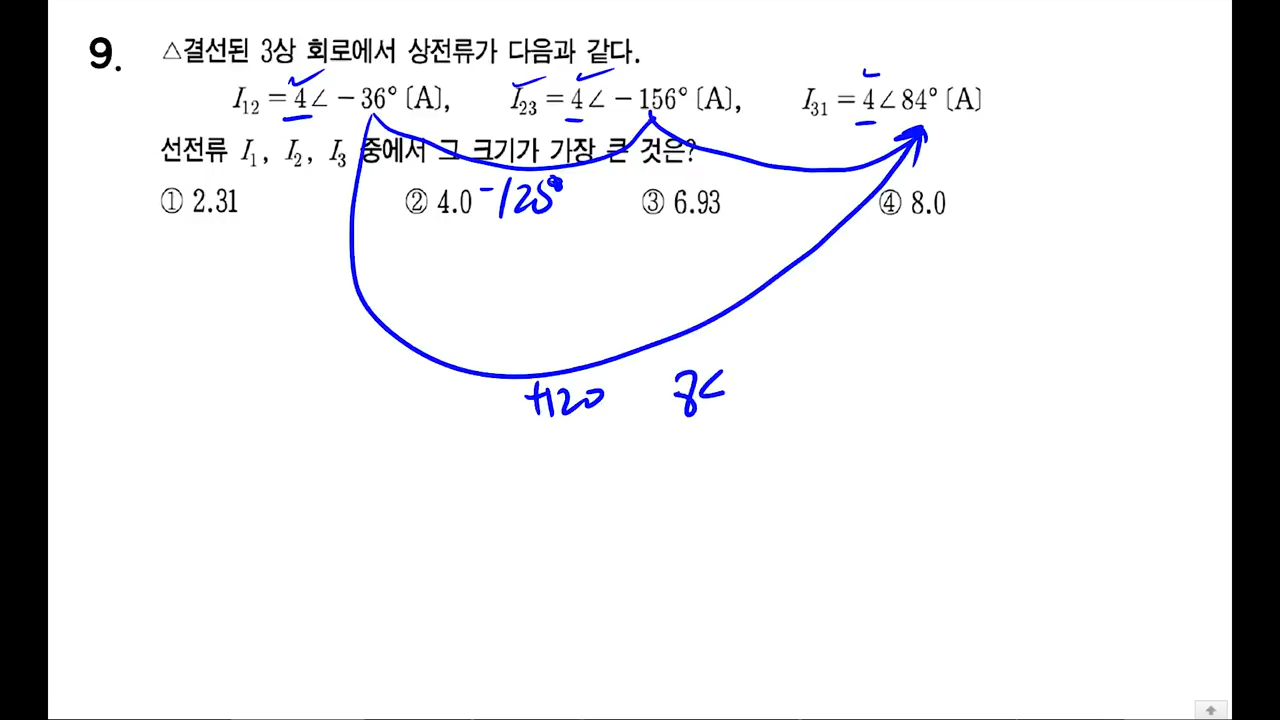 9. △결선된 3상 회로에서 상전류가 다음과 같다.
I₁₂ = 4∠-36° [A], I₂₃ = 4∠-156° [A], I₃₁ = 4∠84° [A]
선전류 I₁, I₂, I₃ 중에서 그 크기가 가장 큰 것은?
① 2.31 ② 4.0 ③ 6.93 ④ 8.0
-120°
+120 84